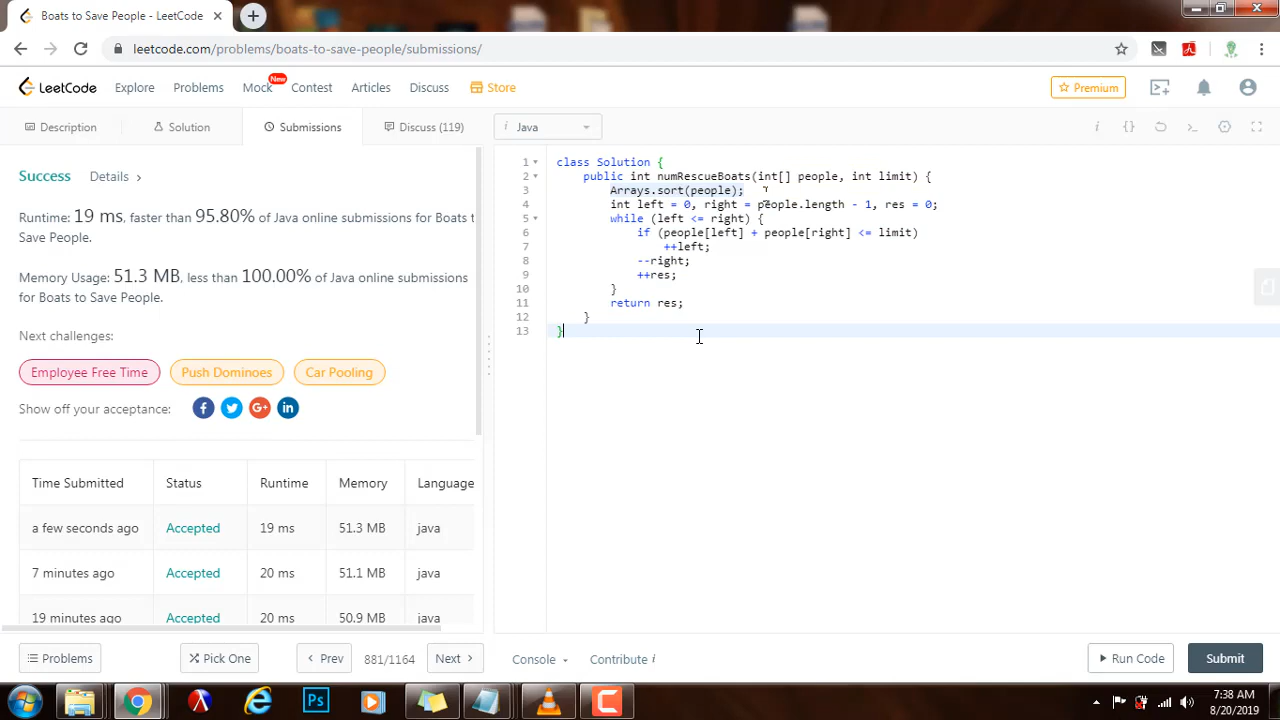 Boats to Save People - LeetCode
leetcode.com/problems/boats-to-save-people/submissions/
LeetCode
Explore
Problems
Mock
New
Contest
Articles
Discuss
Store
Premium
Description
Solution
Submissions
Discuss (119)
i Java
Success
Details >
Runtime: 19 ms, faster than 95.80% of Java online submissions for Boats to
Save People.
Memory Usage: 51.3 MB, less than 100.00% of Java online submissions
for Boats to Save People.
Next challenges:
Employee Free Time
Push Dominoes
Car Pooling
Show off your acceptance:
Time Submitted Status Runtime Memory Language
a few seconds ago Accepted 19 ms 51.3 MB java
7 minutes ago Accepted 20 ms 51.1 MB java
19 minutes ago Accepted 20 ms 50.9 MB java
1 class Solution {
2 public int numRescueBoats(int[] people, int limit) {
3 Arrays.sort(people);
4 int left = 0, right = people.length - 1, res = 0;
5 while (left <= right) {
6 if (people[left] + people[right] <= limit)
7 ++left;
8 --right;
9 ++res;
10 }
11 return res;
12 }
13 }
Problems
Pick One
Prev
881/1164
Next
Console
Contribute i
Run Code
Submit
7:38 AM
8/20/2019